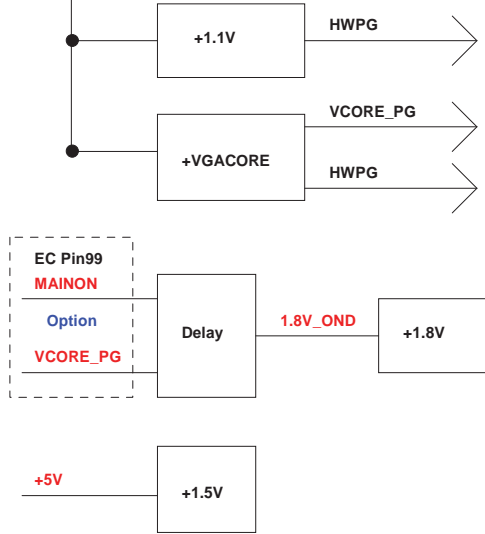 HWPG
+1.1V
VCORE_PG
+VGACORE
HWPG
EC Pin99
MAINON
Option
Delay
1.8V_OND
+1.8V
VCORE_PG
+5V
+1.5V